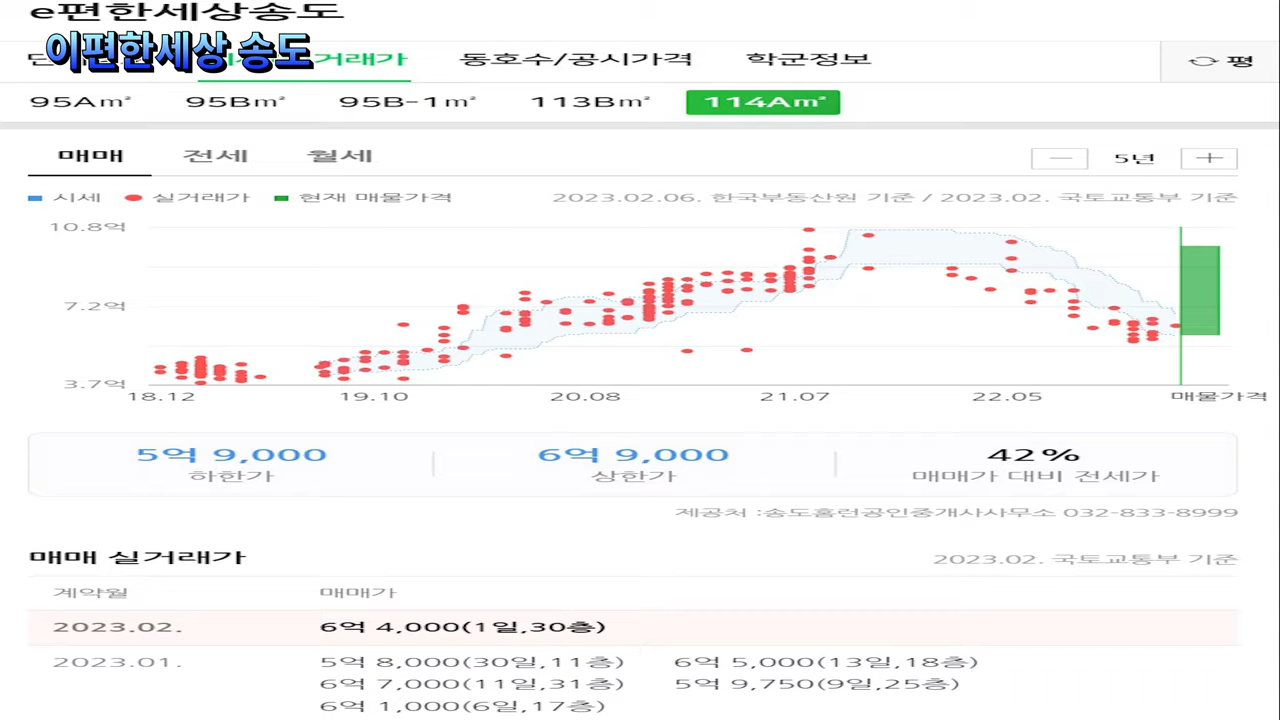 e편한세상송도
이편한세상 송도
거래가 동호수/공시가격 학군정보 평
95Am² 95Bm² 95B-1m² 113Bm² 114Am²
매매 전세 월세 5년
시세 실거래가 현재 매물가격 2023.02.06. 한국부동산원 기준 / 2023.02. 국토교통부 기준
10.8억
7.2억
3.7억
18.12 19.10 20.08 21.07 22.05 매물가격
5억 9,000 6억 9,000 42%
하한가 상한가 매매가 대비 전세가
제공처 :송도홈런공인중개사사무소 032-833-8999
매매 실거래가 2023.02. 국토교통부 기준
계약월 매매가
2023.02. 6억 4,000(1일,30층)
2023.01. 5억 8,000(30일,11층) 6억 5,000(13일,18층)
6억 7,000(11일,31층) 5억 9,750(9일,25층)
6억 1,000(6일,17층)